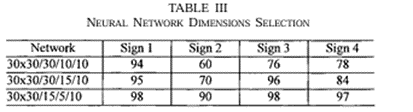 TABLE III
NEURAL NETWORK DIMENSIONS SELECTION
Network Sign 1 Sign 2 Sign 3 Sign 4
30x30/30/10/10 94 60 76 78
30x30/30/15/10 95 70 96 84
30x30/15/5/10 98 90 98 97